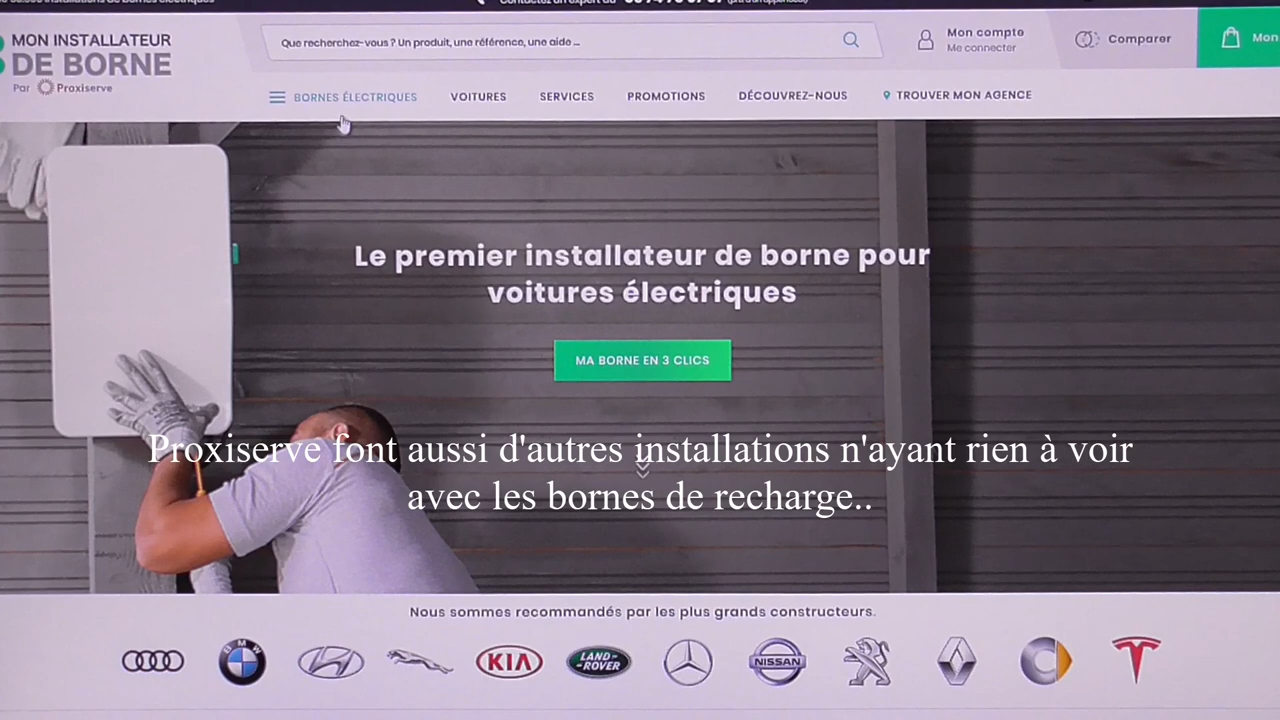 MON INSTALLATEUR
DE BORNE
Par Proxiserve
Que recherchez-vous ? Un produit, une référence, une aide ...
Mon compte
Me connecter
Comparer
Mon
BORNES ÉLECTRIQUES
VOITURES
SERVICES
PROMOTIONS
DÉCOUVREZ-NOUS
TROUVER MON AGENCE
Le premier installateur de borne pour
voitures électriques
MA BORNE EN 3 CLICS
Proxiserve font aussi d'autres installations n'ayant rien à voir
avec les bornes de recharge..
Nous sommes recommandés par les plus grands constructeurs.
BMW
KIA
LAND-
-ROVER
NISSAN